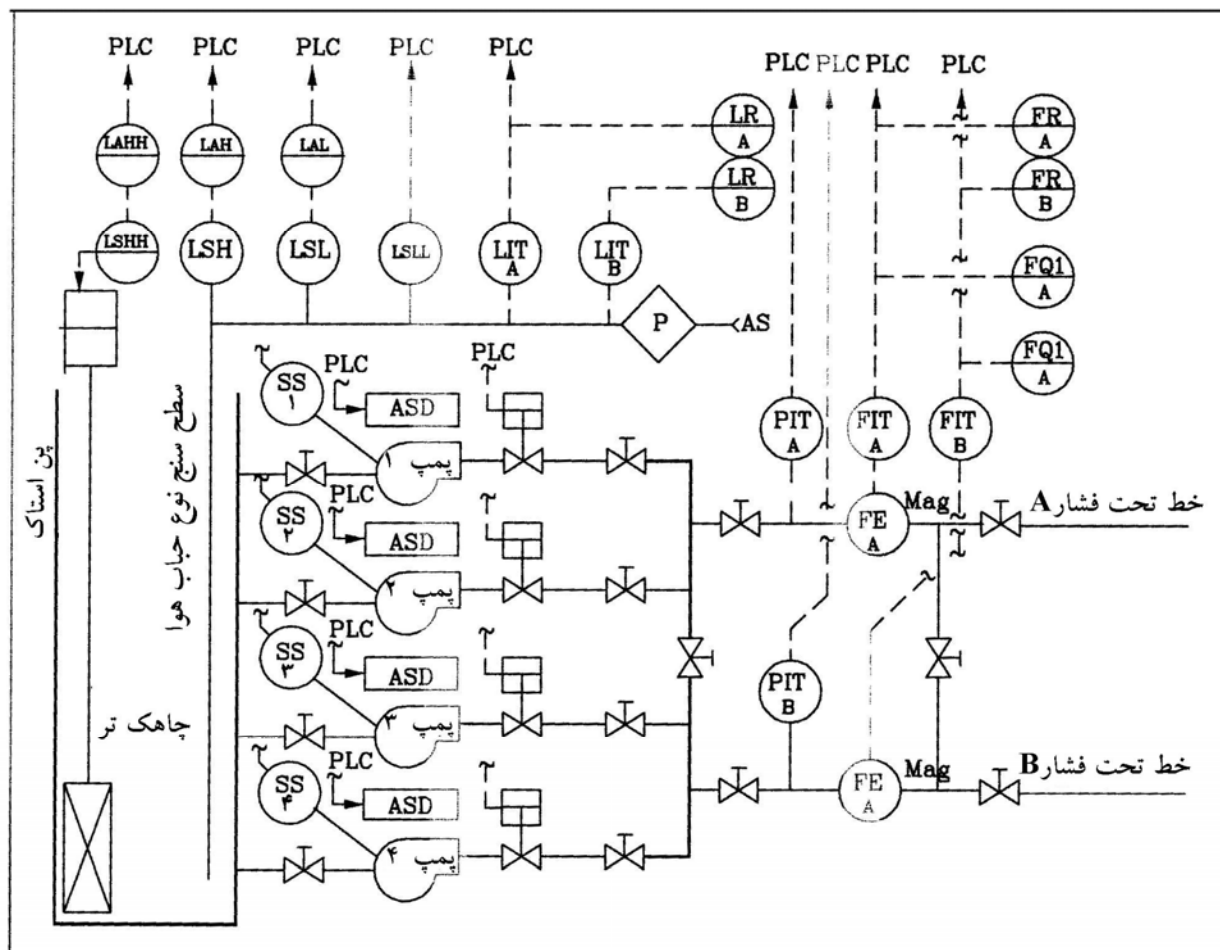 PLC PLC PLC PLC PLC
PLC PLC PLC PLC
LAHH LAH LAL
LR A
LR B
FR A
FR B
LSHH LSH LSL LSLL LIT A LIT B
FQ1 A
FQ1 A
P AS
PIT A FIT A FIT B
پن استاک
سطح سنج نوع حباب هوا
چاهک تر
SS ۱ PLC ASD PLC
پمپ ۱
SS ۲ PLC ASD
پمپ ۲
SS ۳ PLC ASD
پمپ ۳
SS ۴ PLC ASD
پمپ ۴
FE A Mag
خط تحت فشار A
PIT B
FE A Mag
خط تحت فشار B